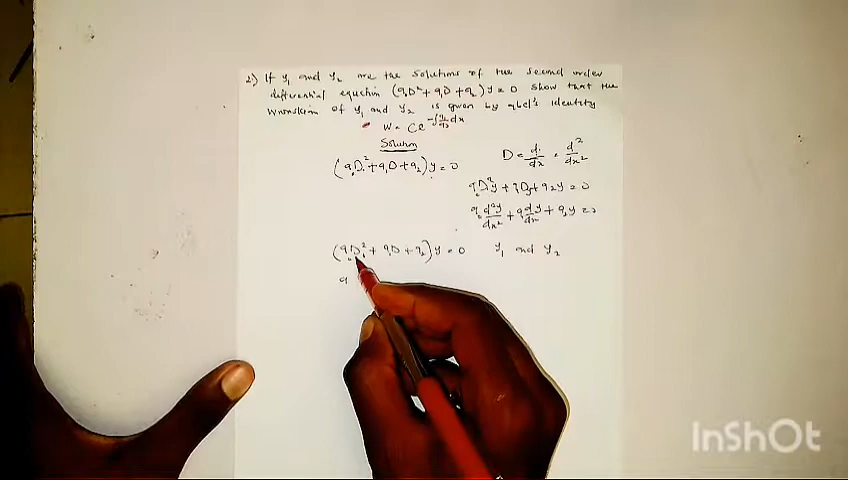 2) If y₁ and y₂ are the solutions of the second order
differential equation (a₀D² + a₁D + a₂)y = 0 show that the
Wronskian of y₁ and y₂ is given by abel's identity
W = Ce^(-∫a₁/a₀ dx)
Solution
(a₀D² + a₁D + a₂)y = 0
D = d/dx = d²/dx²
a₀D²y + a₁Dy + a₂y = 0
a₀ d²y/dx² + a₁ dy/dx + a₂y = 0
(a₀D² + a₁D + a₂)y = 0 y₁ and y₂
a
InShOt